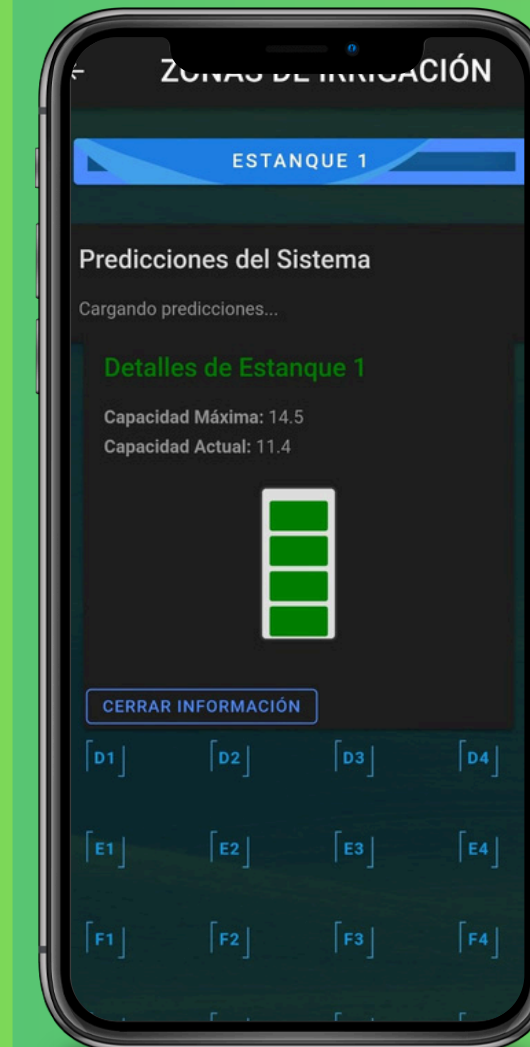 ZONAS DE IRRIGACIÓN
ESTANQUE 1
Predicciones del Sistema
Cargando predicciones...
Detalles de Estanque 1
Capacidad Máxima: 14.5
Capacidad Actual: 11.4
CERRAR INFORMACIÓN
D1 D2 D3 D4
E1 E2 E3 E4
F1 F2 F3 F4